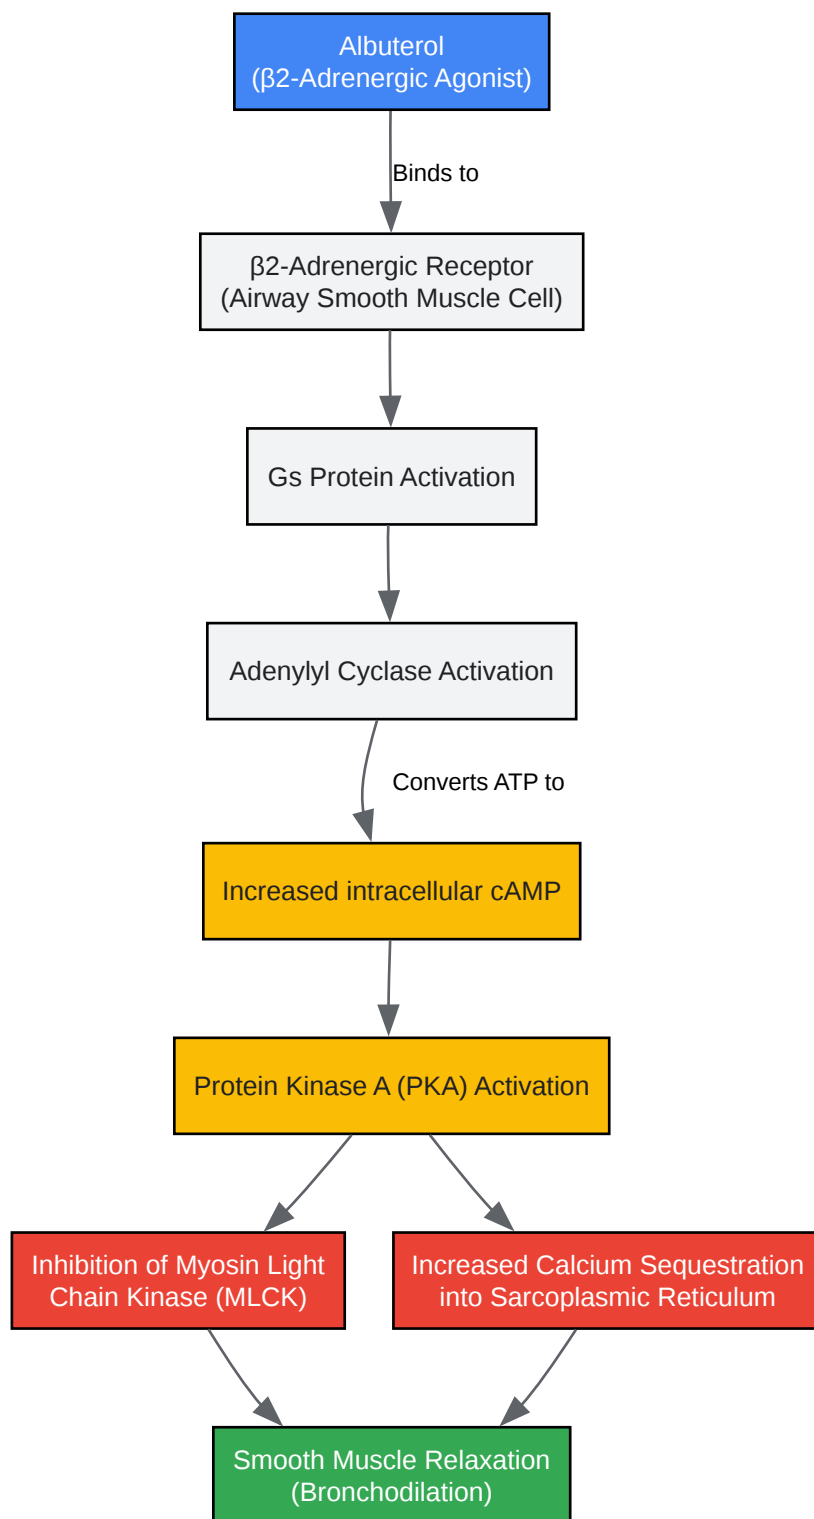 Albuterol
(β2-Adrenergic Agonist)
Binds to
β2-Adrenergic Receptor
(Airway Smooth Muscle Cell)
Gs Protein Activation
Adenylyl Cyclase Activation
Converts ATP to
Increased intracellular cAMP
Protein Kinase A (PKA) Activation
Inhibition of Myosin Light
Chain Kinase (MLCK)
Increased Calcium Sequestration
into Sarcoplasmic Reticulum
Smooth Muscle Relaxation
(Bronchodilation)